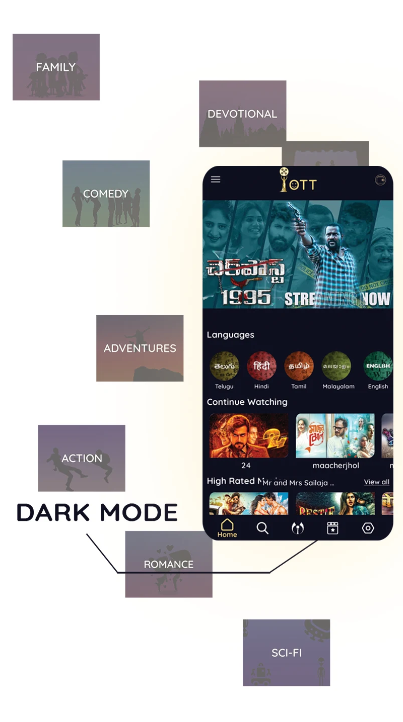 FAMILY
DEVOTIONAL
COMEDY
ADVENTURES
ACTION
DARK MODE
ROMANCE
SCI-FI
OTT
1995
STREAMING NOW
Languages
తెలుగు
हिंदी
தமிழ்
മലയാളം
ENGLISH
Telugu
Hindi
Tamil
Malayalam
English
Continue Watching
24
maacherjhol
Mr and Mrs Sailaja ...
View all
High Rated
Home